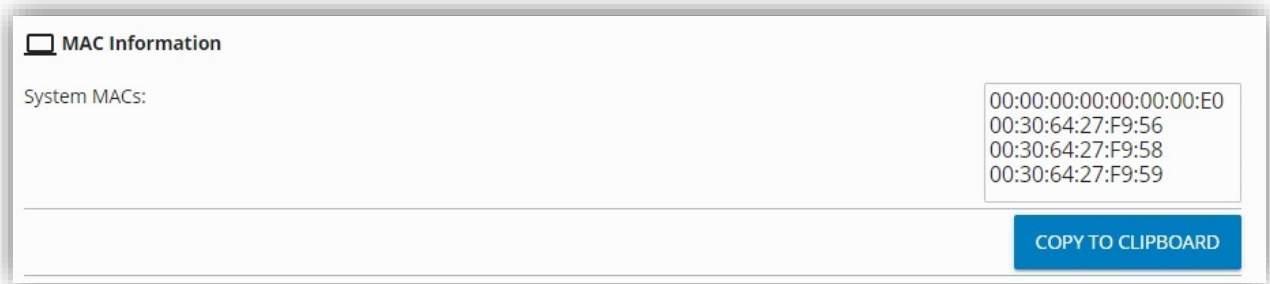 MAC Information
System MACs:
00:00:00:00:00:00:00:E0
00:30:64:27:F9:56
00:30:64:27:F9:58
00:30:64:27:F9:59
COPY TO CLIPBOARD